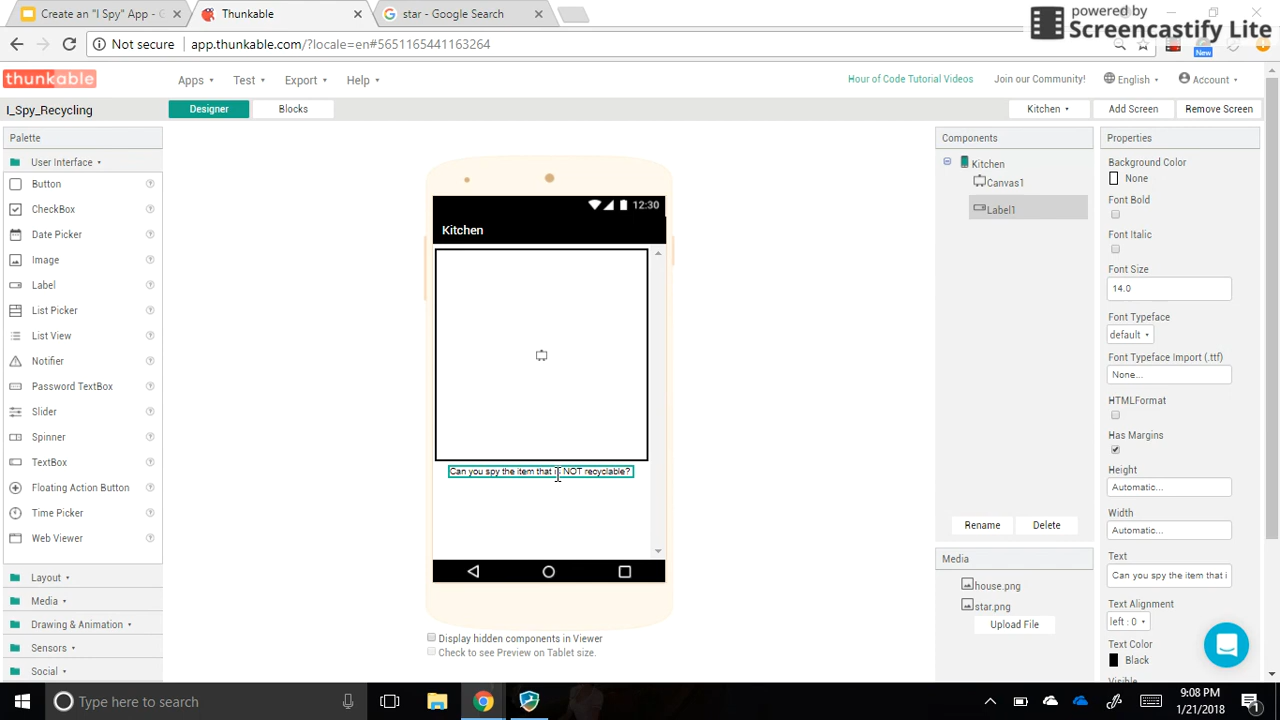 Create an "I Spy" App - G
Thunkable
star - Google Search
powered by
Screencastify Lite
Not secure
app.thunkable.com/?locale=en#5651165441163264
New
thunkable
Apps
Test
Export
Help
Hour of Code Tutorial Videos
Join our Community!
English
Account
I_Spy_Recycling
Designer
Blocks
Kitchen
Add Screen
Remove Screen
Palette
User Interface
Button
CheckBox
Date Picker
Image
Label
List Picker
List View
Notifier
Password TextBox
Slider
Spinner
TextBox
Floating Action Button
Time Picker
Web Viewer
Layout
Media
Drawing & Animation
Sensors
Social
12:30
Kitchen
Can you spy the item that is NOT recyclable?
Display hidden components in Viewer
Check to see Preview on Tablet size.
Components
Kitchen
Canvas1
Label1
Rename
Delete
Media
house.png
star.png
Upload File
Properties
Background Color
None
Font Bold
Font Italic
Font Size
14.0
Font Typeface
default
Font Typeface Import (.ttf)
None...
HTMLFormat
Has Margins
Height
Automatic...
Width
Automatic...
Text
Can you spy the item that i
Text Alignment
left : 0
Text Color
Black
Visible
Type here to search
9:08 PM
1/21/2018
1